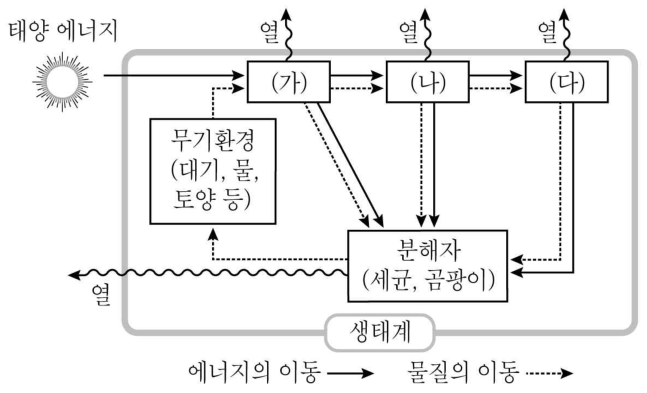 태양 에너지
열
열
열
(가)
(나)
(다)
무기환경
(대기, 물,
토양 등)
분해자
(세균, 곰팡이)
열
생태계
에너지의 이동
물질의 이동